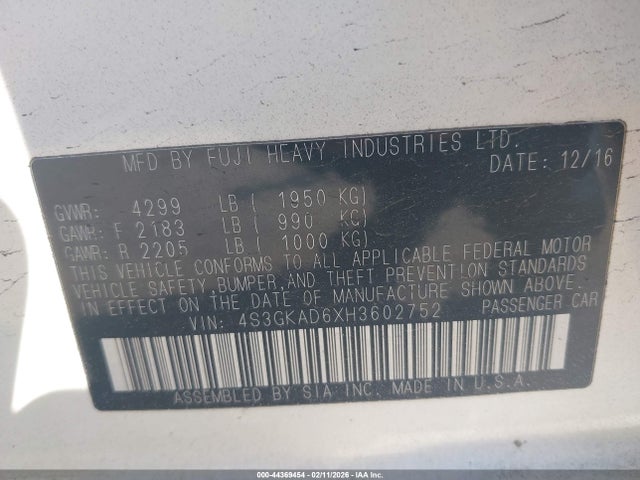 MFD BY FUJI HEAVY INDUSTRIES LTD.
DATE: 12/16
GVWR: 4299 LB ( 1950 KG)
GAWR: F 2183 LB ( 990 KG)
GAWR: R 2205 LB ( 1000 KG)
THIS VEHICLE CONFORMS TO ALL APPLICABLE FEDERAL MOTOR
VEHICLE SAFETY, BUMPER, AND THEFT PREVENTION STANDARDS
IN EFFECT ON THE DATE OF MANUFACTURE SHOWN ABOVE.
VIN: 4S3GKAD6XH3602752 PASSENGER CAR
ASSEMBLED BY SIA INC. MADE IN U.S.A.
000-44369454 | 02/11/2026 - Copyright © IAA, Inc.